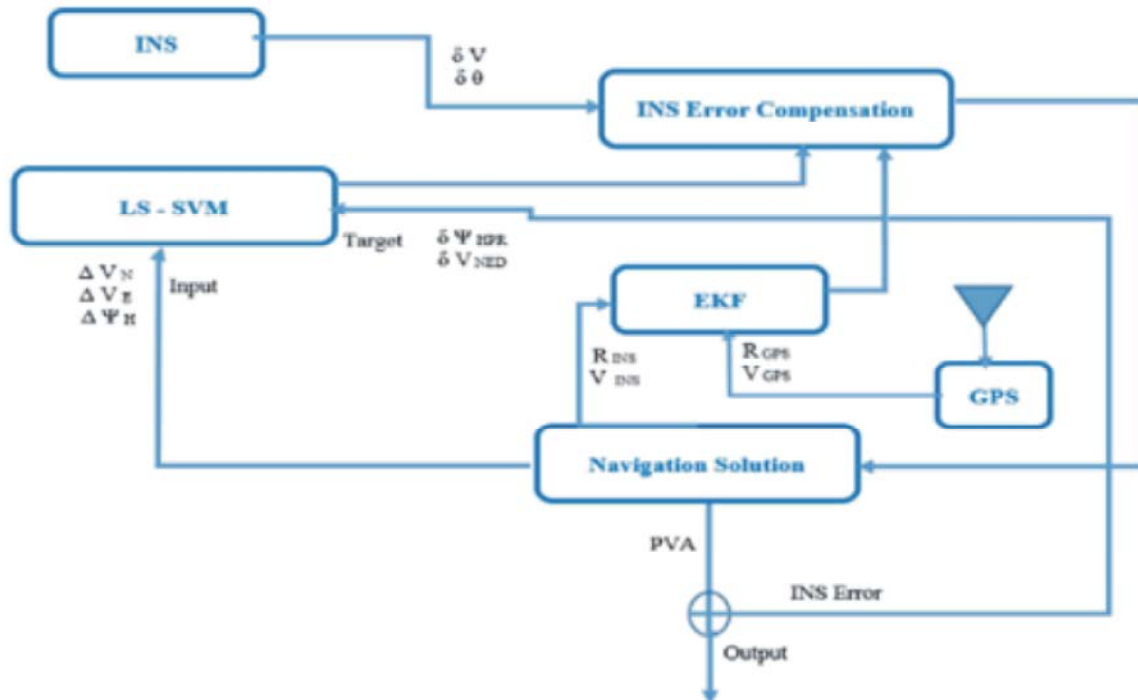 INS
δ V
δ θ
INS Error Compensation
LS - SVM
Target
δ Ψ HPR
δ V NED
Δ V N
Δ V E
Δ Ψ H
Input
EKF
R INS
V INS
R GPS
V GPS
GPS
Navigation Solution
PVA
INS Error
Output